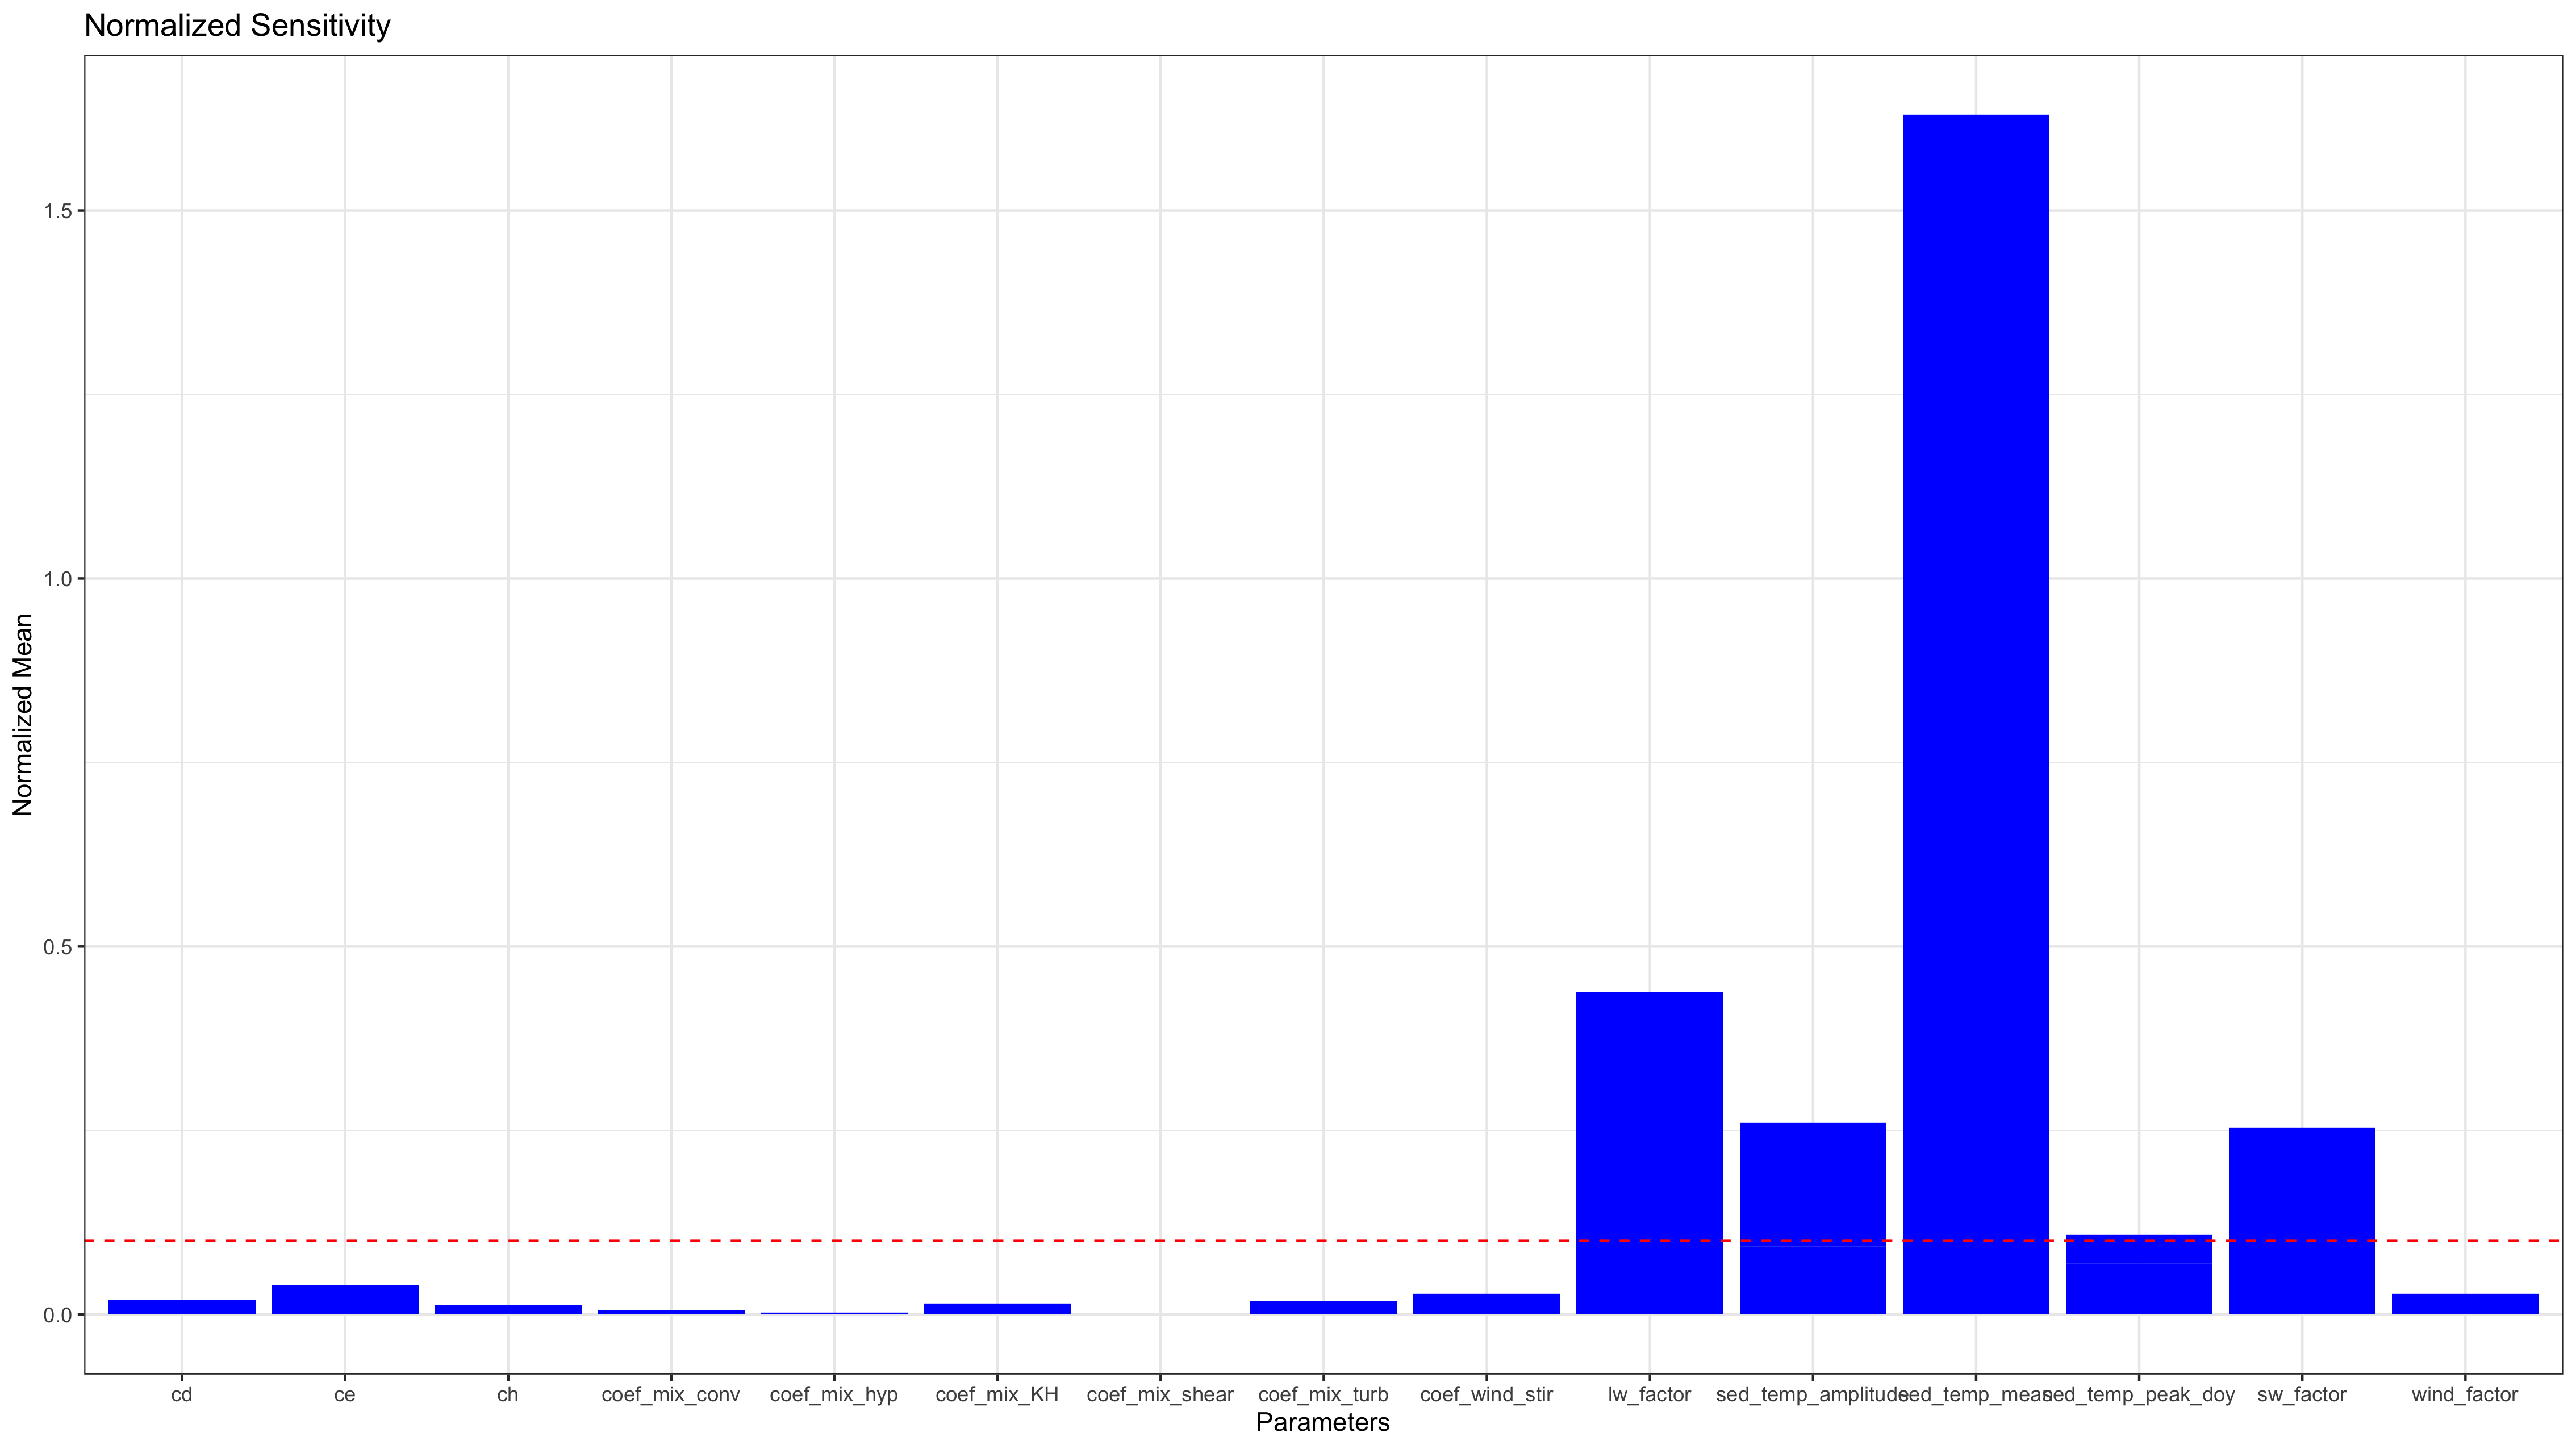 Normalized Sensitivity
Normalized Mean
1.5
1.0
0.5
0.0
cd ce ch coef_mix_conv coef_mix_hyp coef_mix_KH coef_mix_shear coef_mix_turb coef_wind_stir lw_factor sed_temp_amplitude sed_temp_mean sed_temp_peak_doy sw_factor wind_factor
Parameters